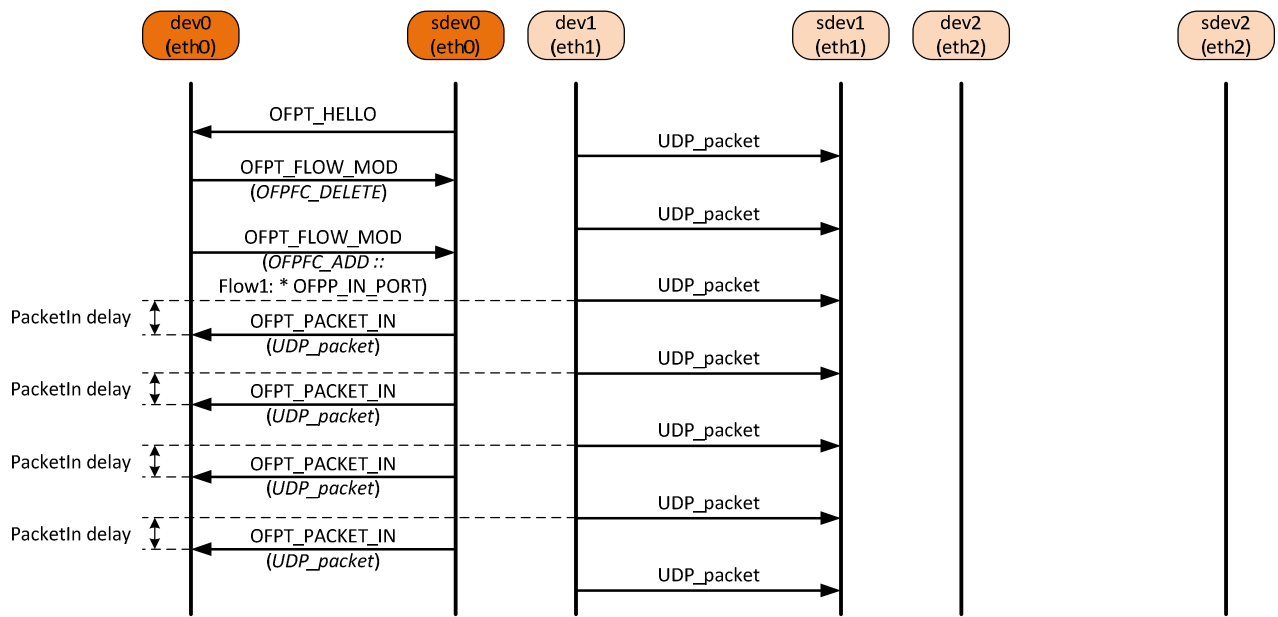 dev0
(eth0)
sdev0
(eth0)
dev1
(eth1)
sdev1
(eth1)
dev2
(eth2)
sdev2
(eth2)
OFPT_HELLO
UDP_packet
OFPT_FLOW_MOD
(OFPFC_DELETE)
UDP_packet
OFPT_FLOW_MOD
(OFPFC_ADD ::
Flow1: * OFPP_IN_PORT)
UDP_packet
PacketIn delay
OFPT_PACKET_IN
(UDP_packet)
UDP_packet
PacketIn delay
OFPT_PACKET_IN
(UDP_packet)
UDP_packet
PacketIn delay
OFPT_PACKET_IN
(UDP_packet)
UDP_packet
PacketIn delay
OFPT_PACKET_IN
(UDP_packet)
UDP_packet